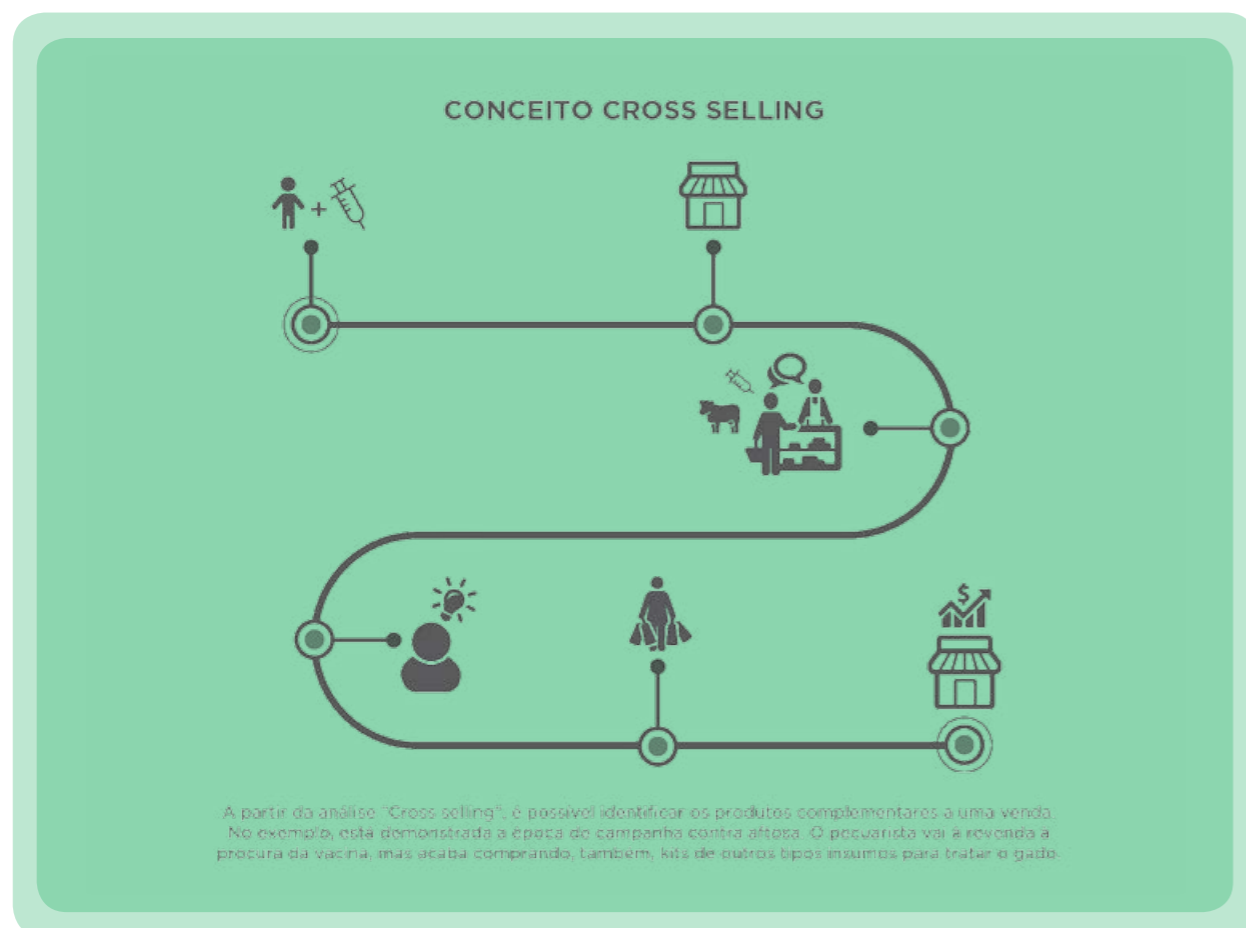 CONCEITO CROSS SELLING
A partir da análise "Cross selling", é possível identificar os produtos complementares a uma venda.
No exemplo, está demonstrada a época de campanha contra aftosa. O pecuarista vai à revenda à
procura da vacina, mas acaba comprando, também, kits de outros tipos insumos para tratar o gado.